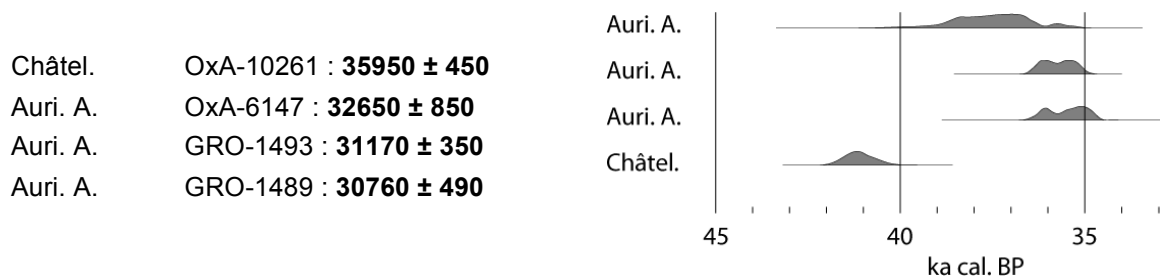 Châtel. OxA-10261 : 35950 ± 450
Auri. A. OxA-6147 : 32650 ± 850
Auri. A. GRO-1493 : 31170 ± 350
Auri. A. GRO-1489 : 30760 ± 490
Auri. A.
Auri. A.
Auri. A.
Châtel.
45 40 35
ka cal. BP